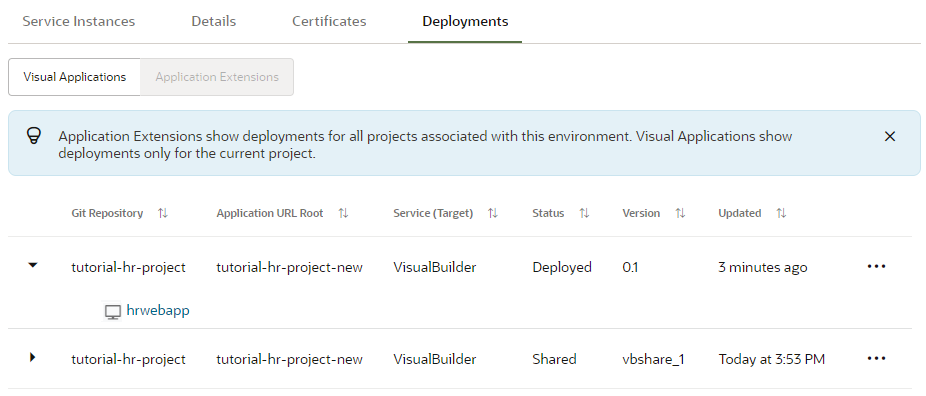 Service Instances Details Certificates Deployments
Visual Applications Application Extensions
Application Extensions show deployments for all projects associated with this environment. Visual Applications show
deployments only for the current project.
Git Repository Application URL Root Service (Target) Status Version Updated
tutorial-hr-project tutorial-hr-project-new VisualBuilder Deployed 0.1 3 minutes ago
hrwebapp
tutorial-hr-project tutorial-hr-project-new VisualBuilder Shared vbshare_1 Today at 3:53 PM